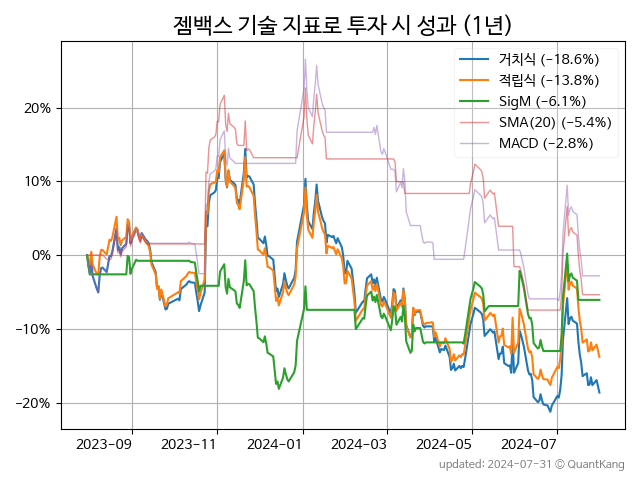 젬백스 기술 지표로 투자 시 성과 (1년)
거치식 (−18.6%)
적립식 (−13.8%)
SigM (−6.1%)
SMA(20) (−5.4%)
MACD (−2.8%)
20%
10%
0%
−10%
−20%
2023-09 2023-11 2024-01 2024-03 2024-05 2024-07
updated: 2024-07-31 © QuantKang